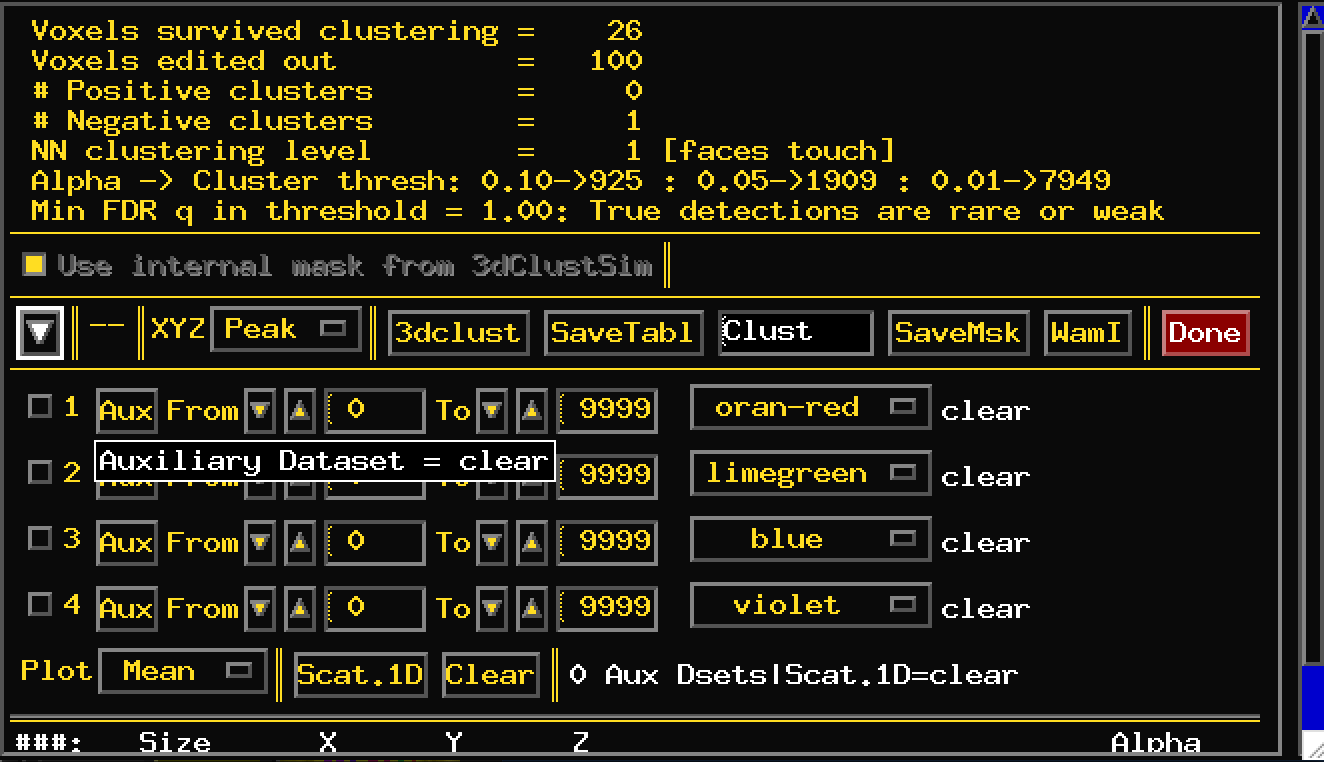 Voxels survived clustering = 26
Voxels edited out = 100
# Positive clusters = 0
# Negative clusters = 1
NN clustering level = 1 [faces touch]
Alpha -> Cluster thresh: 0.10->925 : 0.05->1909 : 0.01->7949
Min FDR q in threshold = 1.00: True detections are rare or weak
Use internal mask from 3dClustSim
-- XYZ Peak 3dclust SaveTabl Clust SaveMsk WamI Done
1 Aux From 0 To 9999 oran-red clear
Auxiliary Dataset = clear
2 9999 limegreen clear
3 Aux From 0 To 9999 blue clear
4 Aux From 0 To 9999 violet clear
Plot Mean Scat.1D Clear 0 Aux Dsets|Scat.1D=clear
###: Size X Y Z Alpha